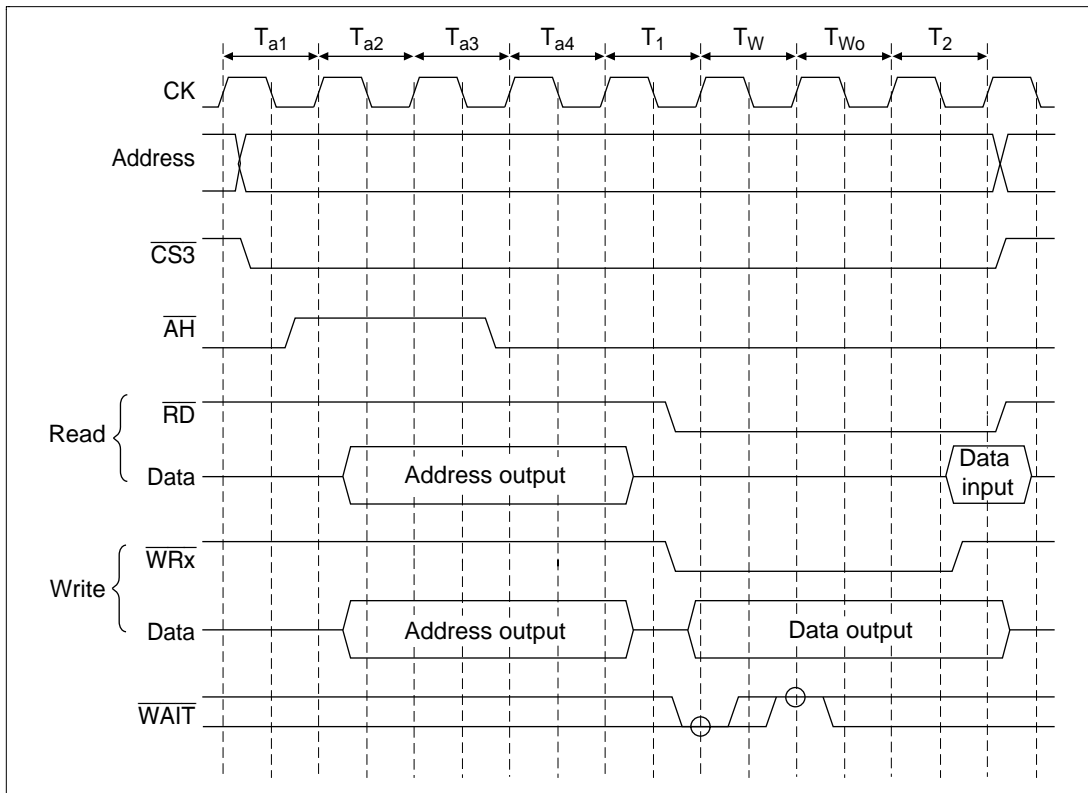 Ta1 Ta2 Ta3 Ta4 T1 TW TWo T2
CK
Address
CS3
AH
RD
Read
Data Address output Data
input
WRx
Write
Data Address output Data output
WAIT